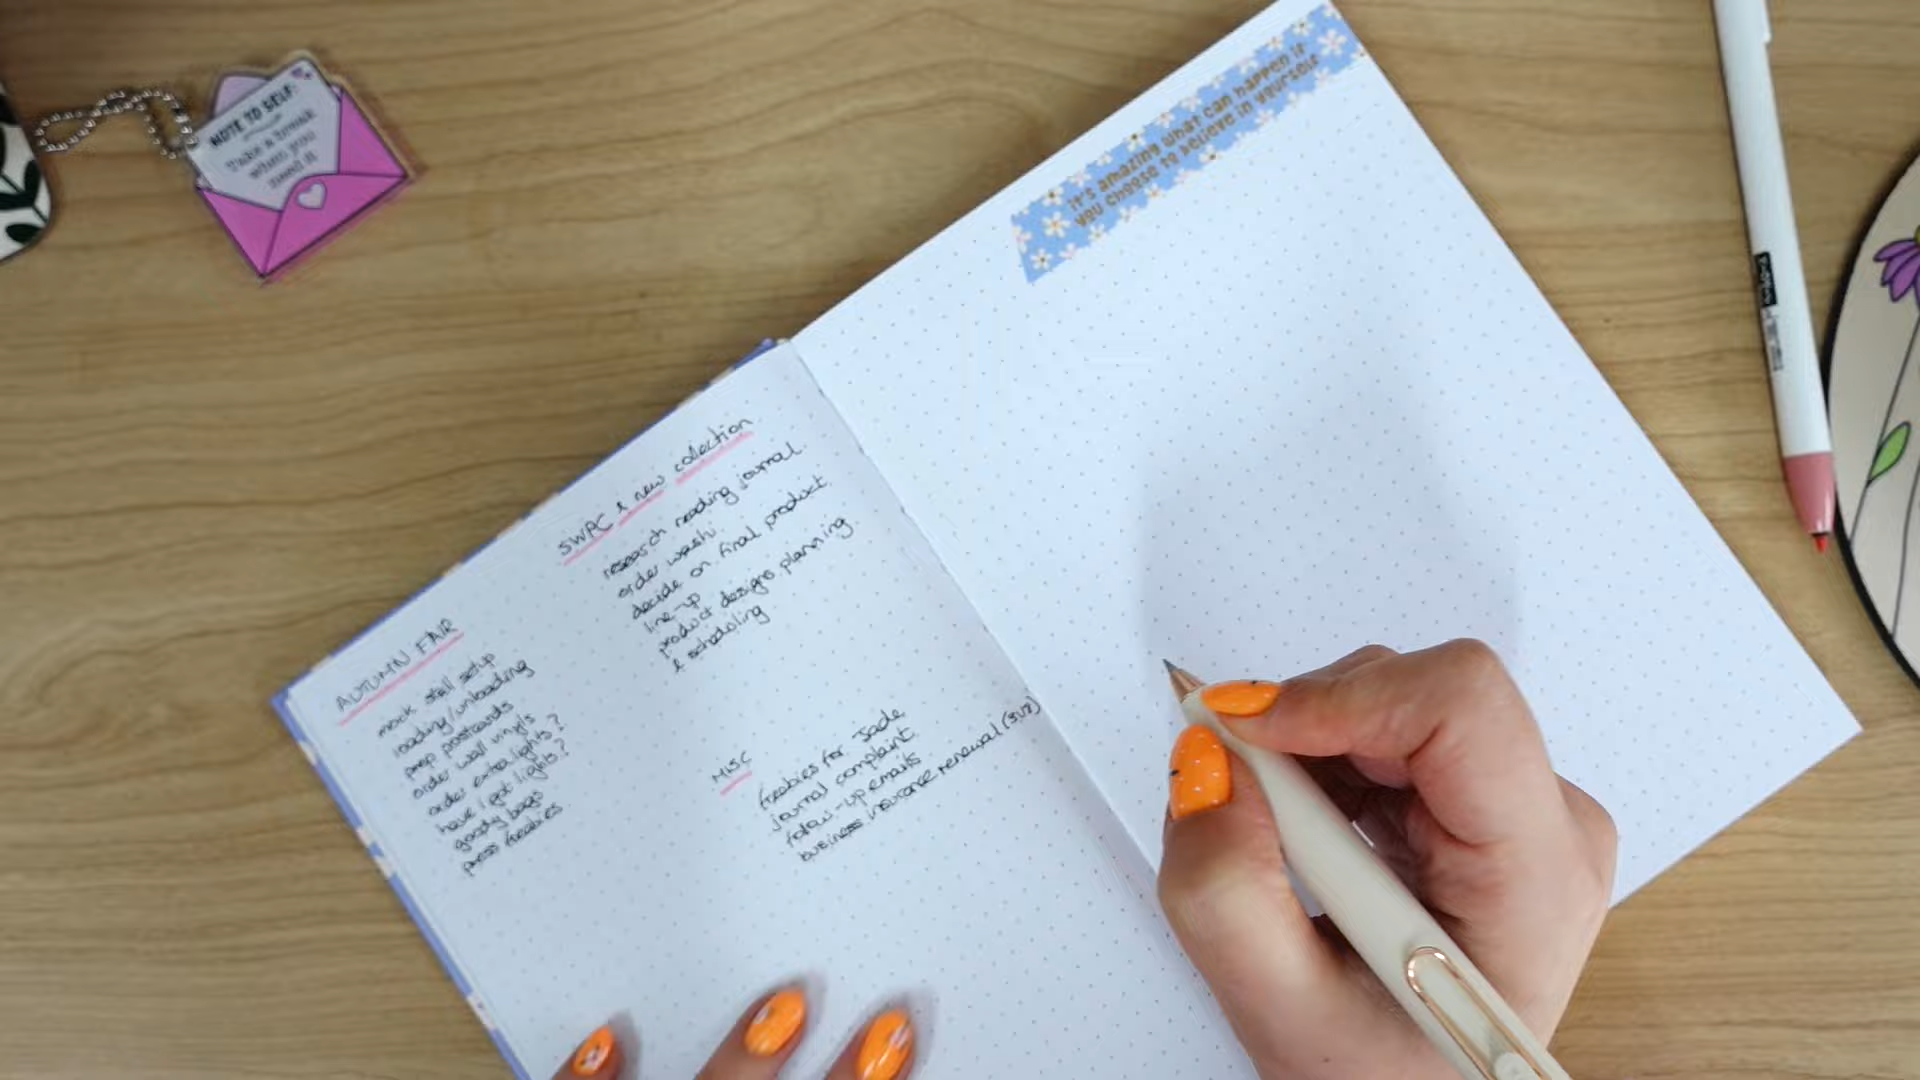 NOTE TO SELF:
Take a break
when you
need it
it's amazing what can happen if
you choose to believe in yourself
AUTUMN FAIR
mock stall setup
loading/unloading
prep postcards
order wall vinyls
order extra lights?
have I got lights?
goody bags
press freebies
SWPC & new collection
research reading journal
order washi
decide on final product
line-up
product designs planning
& scheduling
MISC
freebies for Jade
journal complaint
follow-up emails
business insurance renewal